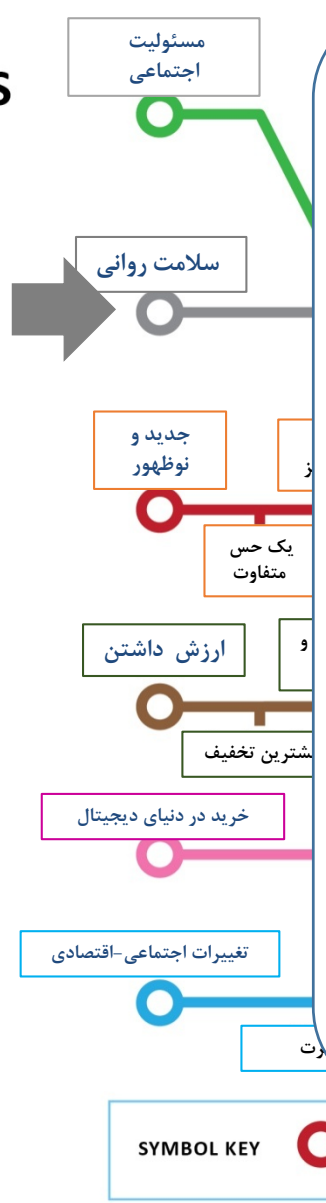 مسئولیت
اجتماعی
S
سلامت روانی
جدید و
نوظهور
ز
یک حس
متفاوت
ارزش داشتن
و
تخفیف
خرید در دنیای دیجیتال
تغییرات اجتماعی-اقتصادی
SYMBOL KEY